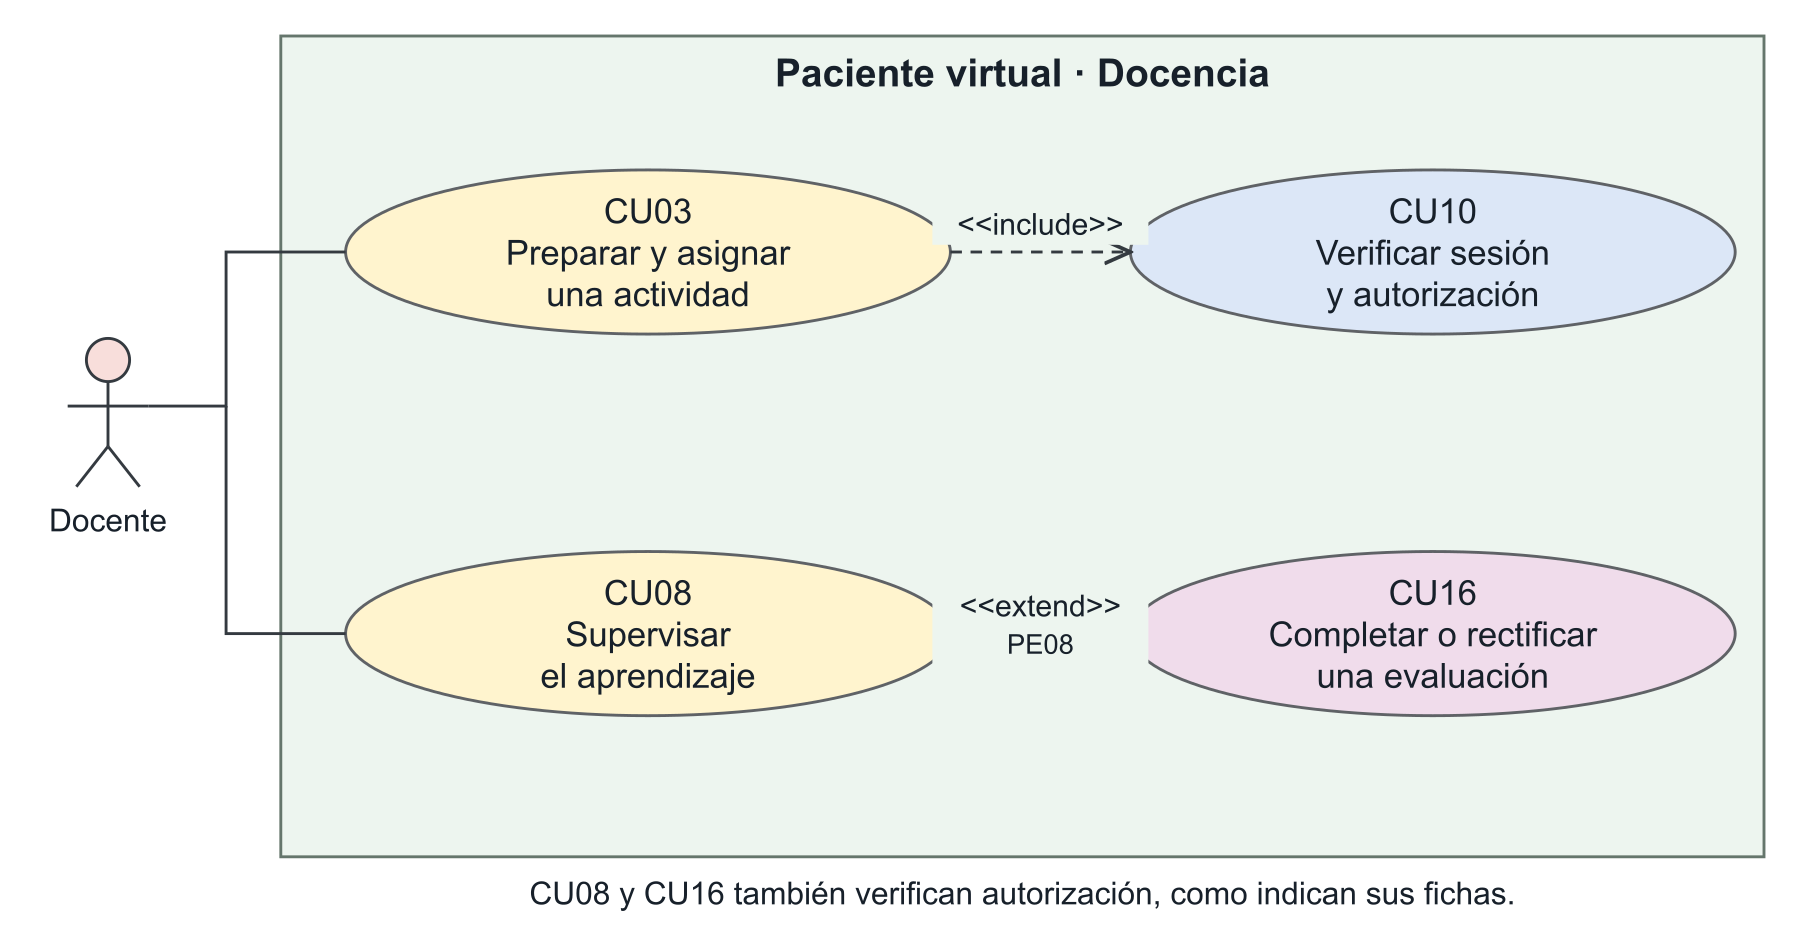 Paciente virtual · Docencia
CU03
Preparar y asignar
una actividad
<<include>>
CU10
Verificar sesión
y autorización
Docente
CU08
Supervisar
el aprendizaje
<<extend>>
PE08
CU16
Completar o rectificar
una evaluación
CU08 y CU16 también verifican autorización, como indican sus fichas.